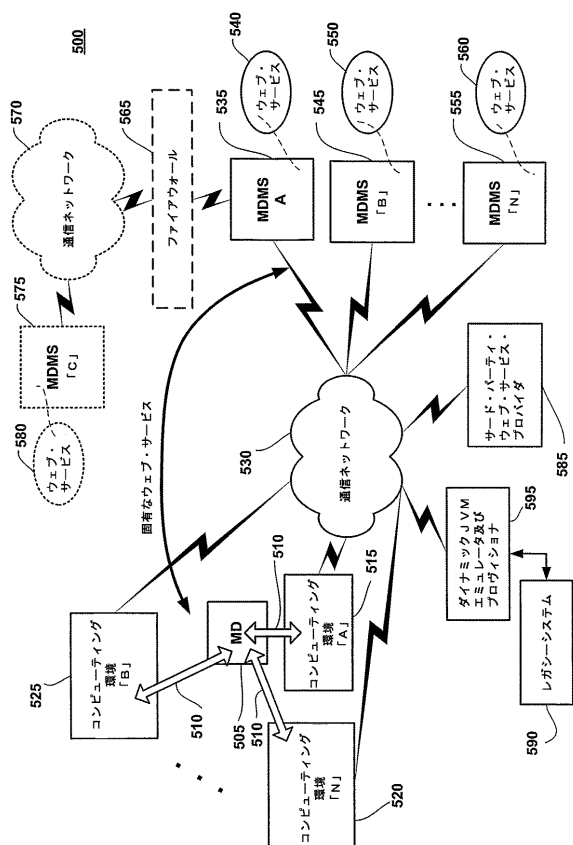 500
570
通信ネットワーク
565
ファイアウォール
575
MDMS
「C」
580
ウェブ・
サービス
535
MDMS
A
540
ウェブ・
サービス
545
MDMS
「B」
550
ウェブ・
サービス
555
MDMS
「N」
560
ウェブ・
サービス
固有なウェブ・サービス
530
通信ネットワーク
525
コンピューティング
環境
「B」
510
505
MD
510
510
515
コンピューティング
環境
「A」
520
コンピューティング
環境
「N」
585
サード・パーティ・
ウェブ・サービス・
プロバイダ
595
ダイナミックJVM
エミュレータ及び
プロヴィショナ
590
レガシーシステム